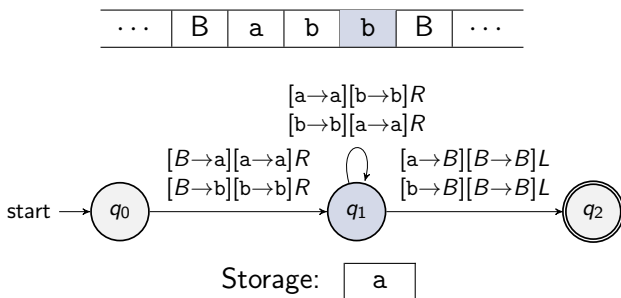 ··· B a b b B ···
[a→a][b→b]R
[b→b][a→a]R
[B→a][a→a]R
[B→b][b→b]R
[a→B][B→B]L
[b→B][B→B]L
start q0 q1 q2
Storage: a